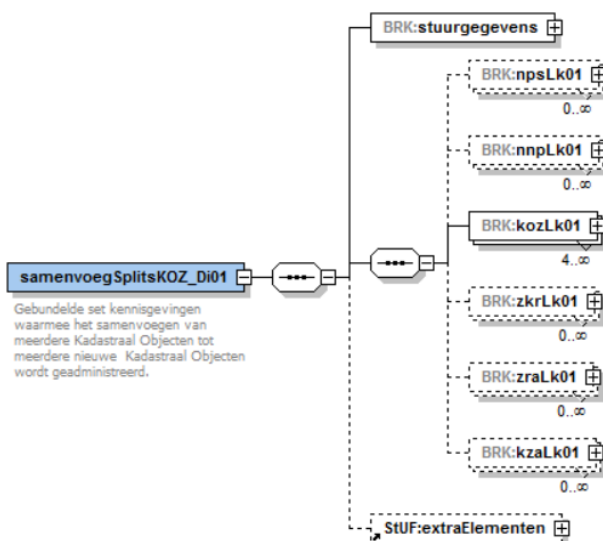 BRK:stuurgegevens
BRK:npsLk01
0..∞
BRK:nnpLk01
0..∞
BRK:kozLk01
4..∞
samenvoegSplitsKOZ_Di01
Gebundelde set kennisgevingen
waarmee het samenvoegen van
meerdere Kadastraal Objecten tot
meerdere nieuwe Kadastraal Objecten
wordt geadministreerd.
BRK:zkrLk01
0..∞
BRK:zraLk01
0..∞
BRK:kzaLk01
0..∞
StUF:extraElementen